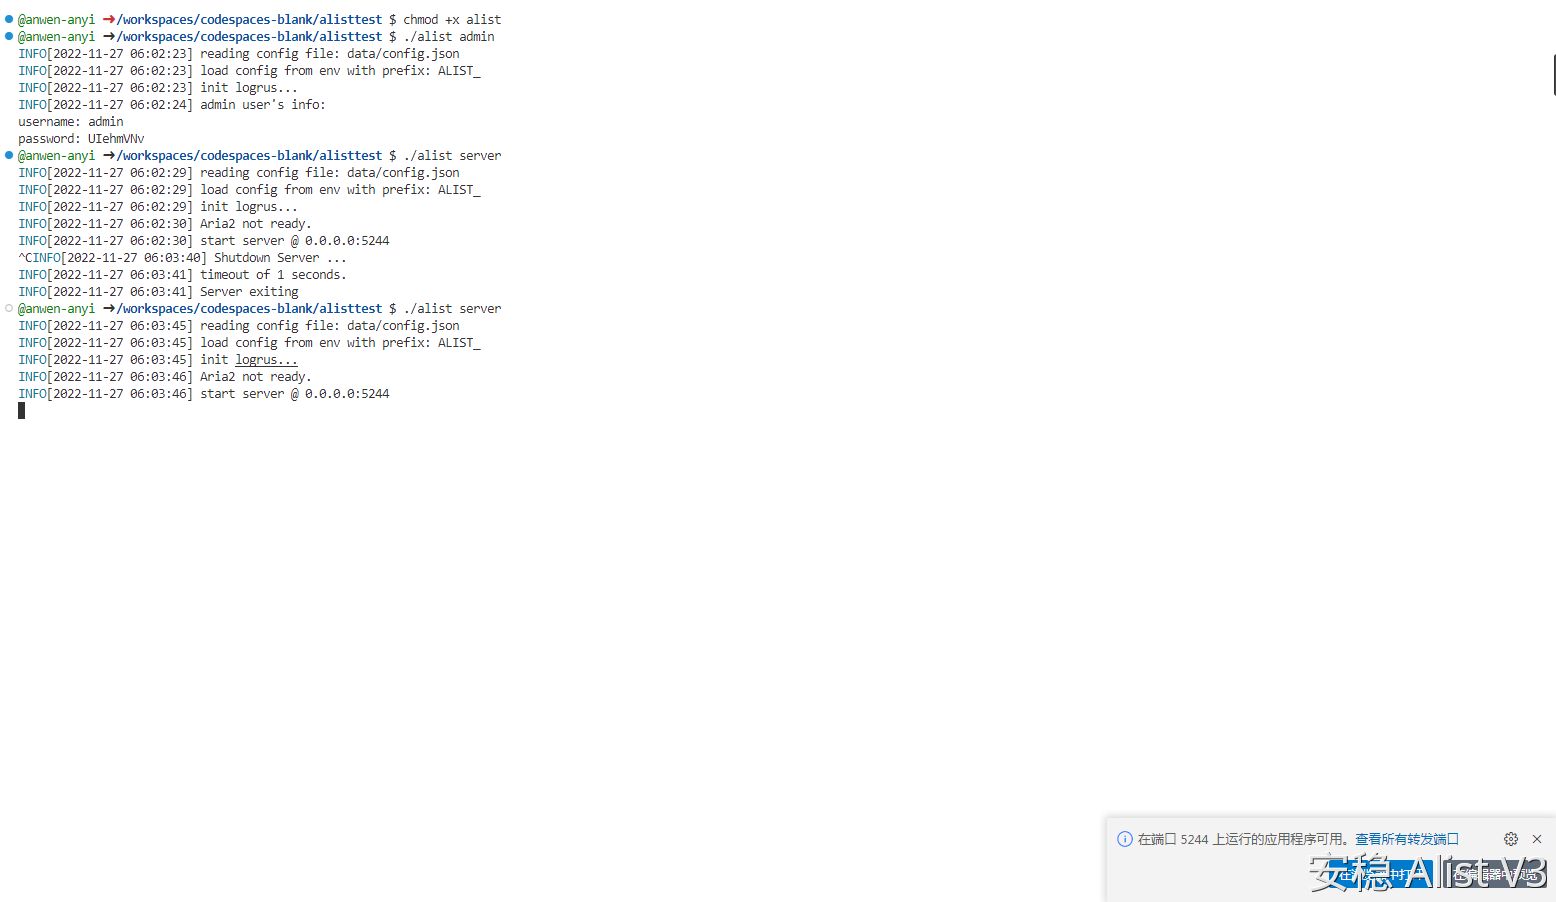 @anwen-anyi ➜/workspaces/codespaces-blank/alisttest $ chmod +x alist
@anwen-anyi ➜/workspaces/codespaces-blank/alisttest $ ./alist admin
INFO[2022-11-27 06:02:23] reading config file: data/config.json
INFO[2022-11-27 06:02:23] load config from env with prefix: ALIST_
INFO[2022-11-27 06:02:23] init logrus...
INFO[2022-11-27 06:02:24] admin user's info:
username: admin
password: UIehmVNv
@anwen-anyi ➜/workspaces/codespaces-blank/alisttest $ ./alist server
INFO[2022-11-27 06:02:29] reading config file: data/config.json
INFO[2022-11-27 06:02:29] load config from env with prefix: ALIST_
INFO[2022-11-27 06:02:29] init logrus...
INFO[2022-11-27 06:02:30] Aria2 not ready.
INFO[2022-11-27 06:02:30] start server @ 0.0.0.0:5244
^CINFO[2022-11-27 06:03:40] Shutdown Server ...
INFO[2022-11-27 06:03:41] timeout of 1 seconds.
INFO[2022-11-27 06:03:41] Server exiting
@anwen-anyi ➜/workspaces/codespaces-blank/alisttest $ ./alist server
INFO[2022-11-27 06:03:45] reading config file: data/config.json
INFO[2022-11-27 06:03:45] load config from env with prefix: ALIST_
INFO[2022-11-27 06:03:45] init logrus...
INFO[2022-11-27 06:03:46] Aria2 not ready.
INFO[2022-11-27 06:03:46] start server @ 0.0.0.0:5244
在端口 5244 上运行的应用程序可用。 查看所有转发端口
安稳 Alist V3